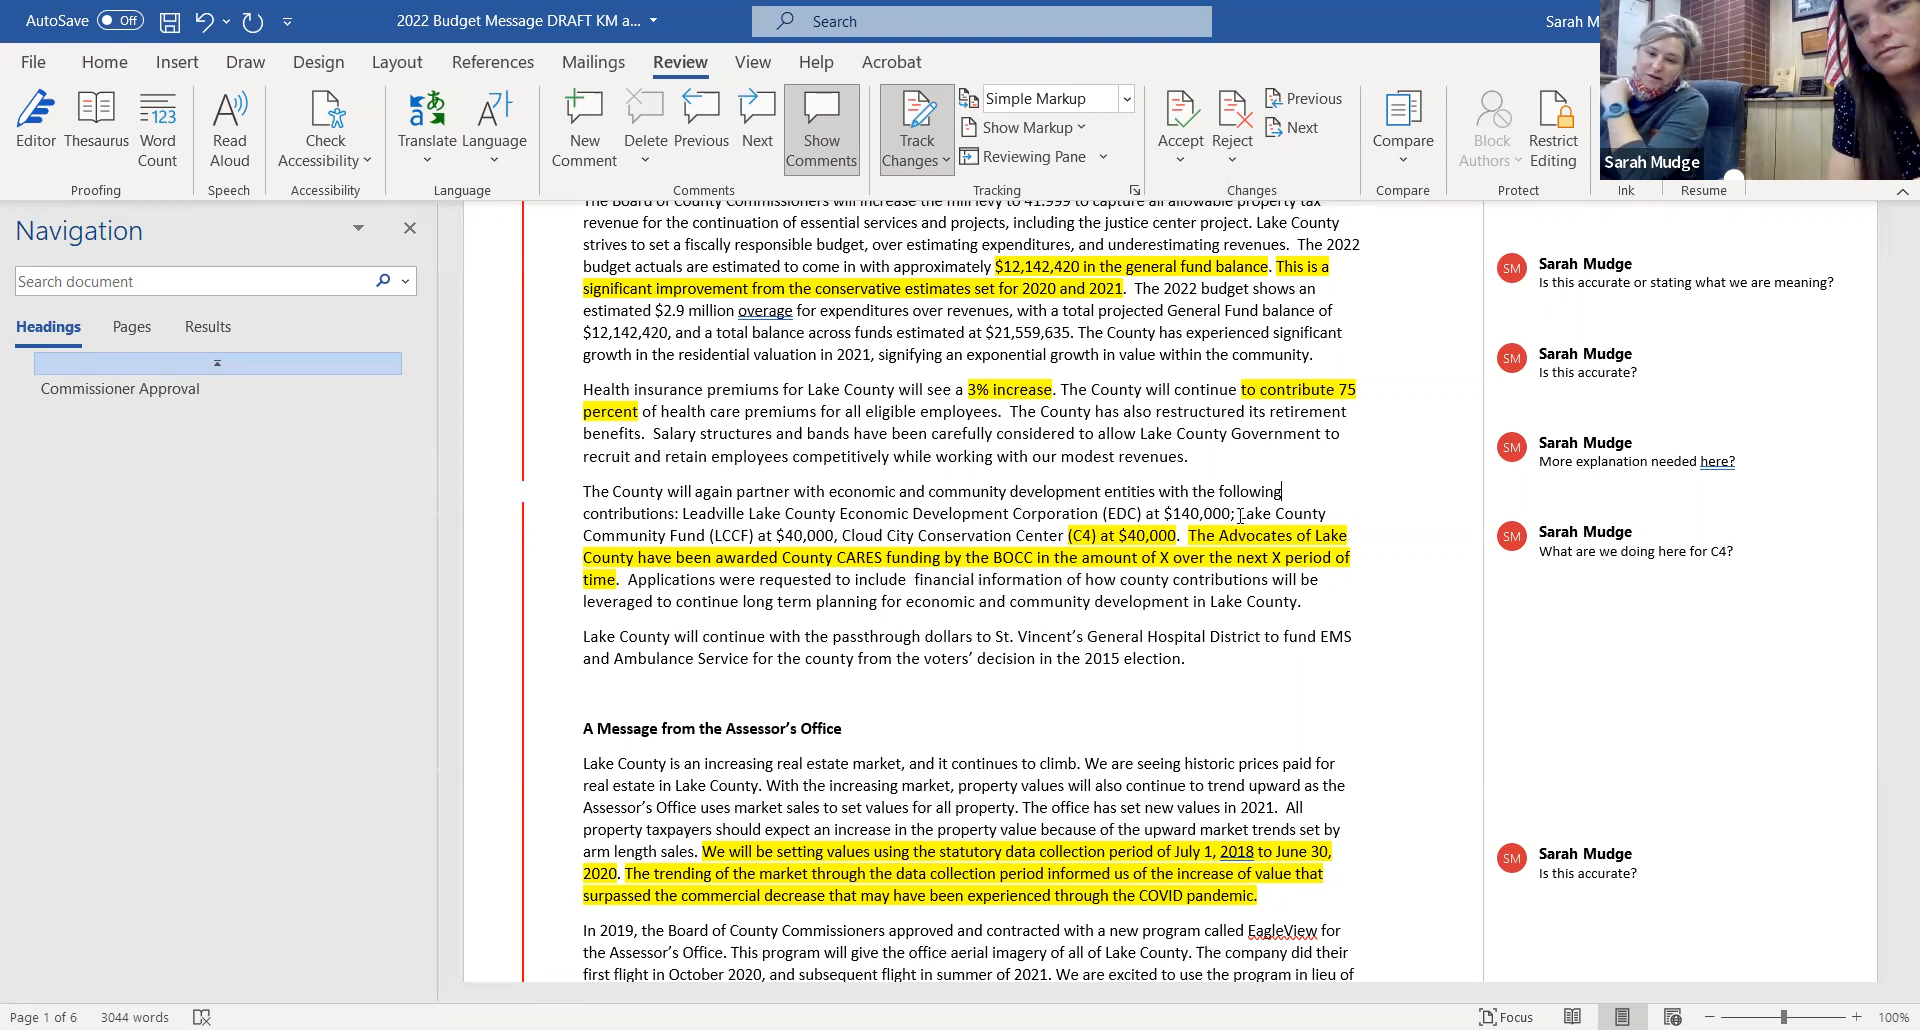 AutoSave Off 2022 Budget Message DRAFT KM a... Search Sarah M
File Home Insert Draw Design Layout References Mailings Review View Help Acrobat
Editor Thesaurus Word Count
Proofing
Read Aloud
Speech
Check Accessibility
Accessibility
Translate Language
Language
New Comment Delete Previous Next Show Comments
Comments
Track Changes Simple Markup
Show Markup
Reviewing Pane
Tracking
Accept Reject Previous
Next
Changes
Compare
Compare
Block Authors Restrict Editing
Protect
Ink
Resume
Sarah Mudge
Navigation
Search document
Headings Pages Results
Commissioner Approval
The Board of County Commissioners will increase the mill levy to 41.999 to capture all allowable property tax
revenue for the continuation of essential services and projects, including the justice center project. Lake County
strives to set a fiscally responsible budget, over estimating expenditures, and underestimating revenues.  The 2022
budget actuals are estimated to come in with approximately $12,142,420 in the general fund balance. This is a
significant improvement from the conservative estimates set for 2020 and 2021.  The 2022 budget shows an
estimated $2.9 million overage for expenditures over revenues, with a total projected General Fund balance of
$12,142,420, and a total balance across funds estimated at $21,559,635. The County has experienced significant
growth in the residential valuation in 2021, signifying an exponential growth in value within the community.
Health insurance premiums for Lake County will see a 3% increase. The County will continue to contribute 75
percent of health care premiums for all eligible employees.  The County has also restructured its retirement
benefits.  Salary structures and bands have been carefully considered to allow Lake County Government to
recruit and retain employees competitively while working with our modest revenues.
The County will again partner with economic and community development entities with the following
contributions: Leadville Lake County Economic Development Corporation (EDC) at $140,000; Lake County
Community Fund (LCCF) at $40,000, Cloud City Conservation Center (C4) at $40,000.  The Advocates of Lake
County have been awarded County CARES funding by the BOCC in the amount of X over the next X period of
time.  Applications were requested to include  financial information of how county contributions will be
leveraged to continue long term planning for economic and community development in Lake County.
Lake County will continue with the passthrough dollars to St. Vincent's General Hospital District to fund EMS
and Ambulance Service for the county from the voters' decision in the 2015 election.
A Message from the Assessor's Office
Lake County is an increasing real estate market, and it continues to climb. We are seeing historic prices paid for
real estate in Lake County. With the increasing market, property values will also continue to trend upward as the
Assessor's Office uses market sales to set values for all property. The office has set new values in 2021.  All
property taxpayers should expect an increase in the property value because of the upward market trends set by
arm length sales. We will be setting values using the statutory data collection period of July 1, 2018 to June 30,
2020. The trending of the market through the data collection period informed us of the increase of value that
surpassed the commercial decrease that may have been experienced through the COVID pandemic.
In 2019, the Board of County Commissioners approved and contracted with a new program called EagleView for
the Assessor's Office. This program will give the office aerial imagery of all of Lake County. The company did their
first flight in October 2020, and subsequent flight in summer of 2021. We are excited to use the program in lieu of
SM Sarah Mudge
Is this accurate or stating what we are meaning?
SM Sarah Mudge
Is this accurate?
SM Sarah Mudge
More explanation needed here?
SM Sarah Mudge
What are we doing here for C4?
SM Sarah Mudge
Is this accurate?
Page 1 of 6 3044 words Focus 100%